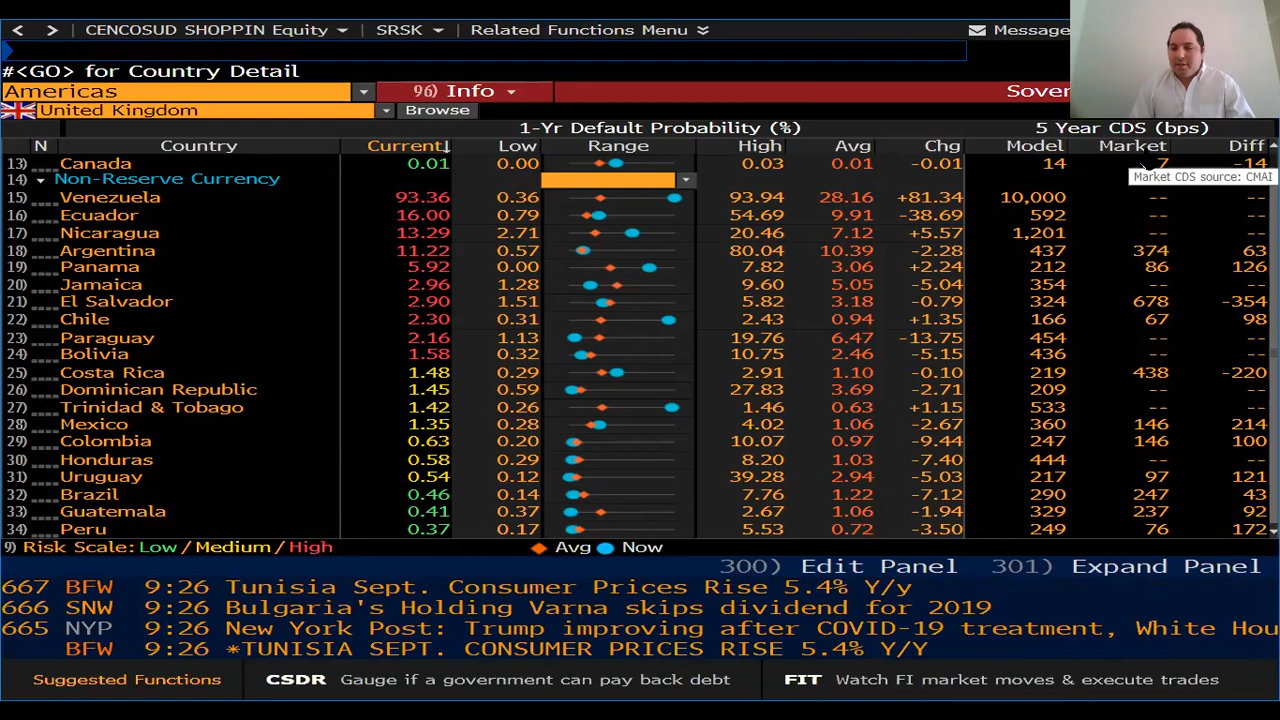 < > CENCOSUD SHOPPIN Equity SRSK Related Functions Menu Message
#<GO> for Country Detail
Americas 96) Info Sover
United Kingdom Browse
1-Yr Default Probability (%) 5 Year CDS (bps)
N Country Current↓ Low Range High Avg Chg Model Market Diff
13) Canada 0.01 0.00 0.03 0.01 -0.01 14 7 -14
14) Non-Reserve Currency Market CDS source: CMAI
15) Venezuela 93.36 0.36 93.94 28.16 +81.34 10,000 -- --
16) Ecuador 16.00 0.79 54.69 9.91 -38.69 592 -- --
17) Nicaragua 13.29 2.71 20.46 7.12 +5.57 1,201 -- --
18) Argentina 11.22 0.57 80.04 10.39 -2.28 437 374 63
19) Panama 5.92 0.00 7.82 3.06 +2.24 212 86 126
20) Jamaica 2.96 1.28 9.60 5.05 -5.04 354 -- --
21) El Salvador 2.90 1.51 5.82 3.18 -0.79 324 678 -354
22) Chile 2.30 0.31 2.43 0.94 +1.35 166 67 98
23) Paraguay 2.16 1.13 19.76 6.47 -13.75 454 -- --
24) Bolivia 1.58 0.32 10.75 2.46 -5.15 436 -- --
25) Costa Rica 1.48 0.29 2.91 1.10 -0.10 219 438 -220
26) Dominican Republic 1.45 0.59 27.83 3.69 -2.71 209 -- --
27) Trinidad & Tobago 1.42 0.26 1.46 0.63 +1.15 533 -- --
28) Mexico 1.35 0.28 4.02 1.06 -2.67 360 146 214
29) Colombia 0.63 0.20 10.07 0.97 -9.44 247 146 100
30) Honduras 0.58 0.29 8.20 1.03 -7.40 444 -- --
31) Uruguay 0.54 0.12 39.28 2.94 -5.03 217 97 121
32) Brazil 0.46 0.14 7.76 1.22 -7.12 290 247 43
33) Guatemala 0.41 0.37 2.67 1.06 -1.94 329 237 92
34) Peru 0.37 0.17 5.53 0.72 -3.50 249 76 172
9) Risk Scale: Low / Medium / High Avg Now
300) Edit Panel 301) Expand Panel
667 BFW 9:26 Tunisia Sept. Consumer Prices Rise 5.4% Y/y
666 SNW 9:26 Bulgaria's Holding Varna skips dividend for 2019
665 NYP 9:26 New York Post: Trump improving after COVID-19 treatment, White Hou
BFW 9:26 *TUNISIA SEPT. CONSUMER PRICES RISE 5.4% Y/Y
Suggested Functions CSDR Gauge if a government can pay back debt FIT Watch FI market moves & execute trades